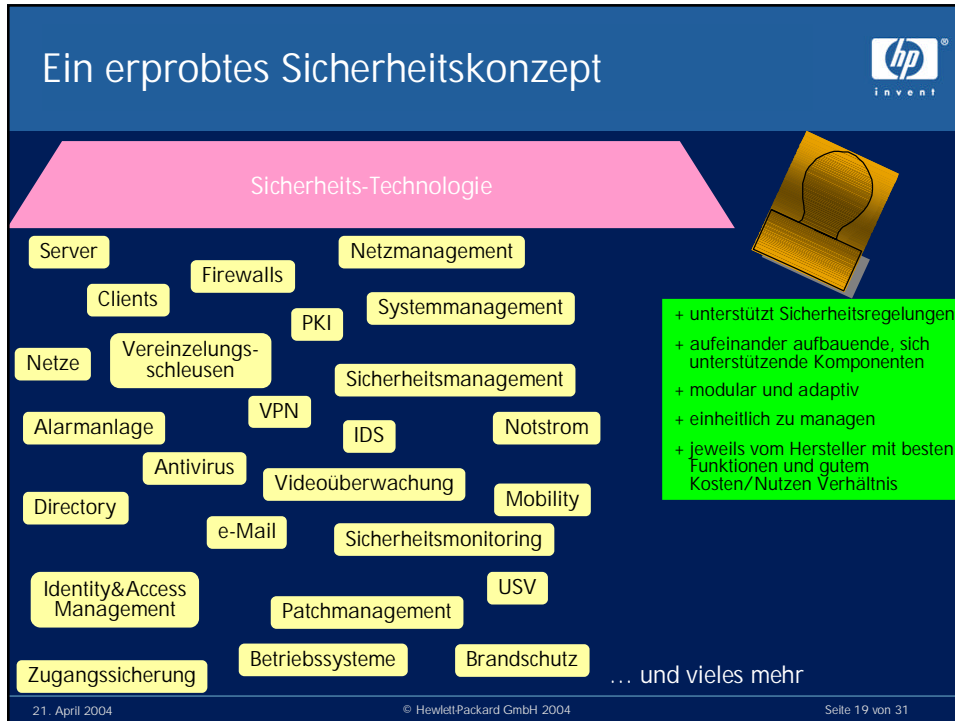 Ein erprobtes Sicherheitskonzept
hp
®
invent
Sicherheits-Technologie
Server
Netzmanagement
Firewalls
Clients
Systemmanagement
PKI
Vereinzelungs-
schleusen
Netze
Sicherheitsmanagement
VPN
Alarmanlage
IDS
Notstrom
Antivirus
Videoüberwachung
Mobility
Directory
e-Mail
Sicherheitsmonitoring
Identity&Access
Management
USV
Patchmanagement
Zugangssicherung
Betriebssysteme
Brandschutz
... und vieles mehr
+ unterstützt Sicherheitsregelungen
+ aufeinander aufbauende, sich
unterstützende Komponenten
+ modular und adaptiv
+ einheitlich zu managen
+ jeweils vom Hersteller mit besten
Funktionen und gutem
Kosten/Nutzen Verhältnis
21. April 2004
© Hewlett-Packard GmbH 2004
Seite 19 von 31